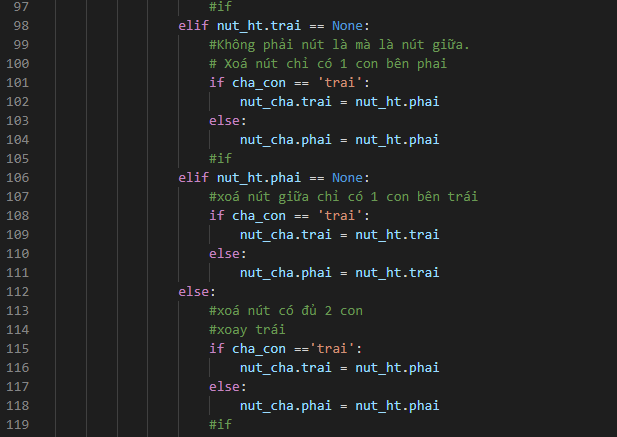 97 #if
98 elif nut_ht.trai == None:
99 #Không phải nút là mà là nút giữa.
100 # Xoá nút chỉ có 1 con bên phai
101 if cha_con == 'trai':
102 nut_cha.trai = nut_ht.phai
103 else:
104 nut_cha.phai = nut_ht.phai
105 #if
106 elif nut_ht.phai == None:
107 #xoá nút giữa chỉ có 1 con bên trái
108 if cha_con == 'trai':
109 nut_cha.trai = nut_ht.trai
110 else:
111 nut_cha.phai = nut_ht.trai
112 else:
113 #xoá nút có đủ 2 con
114 #xoay trái
115 if cha_con =='trai':
116 nut_cha.trai = nut_ht.phai
117 else:
118 nut_cha.phai = nut_ht.phai
119 #if